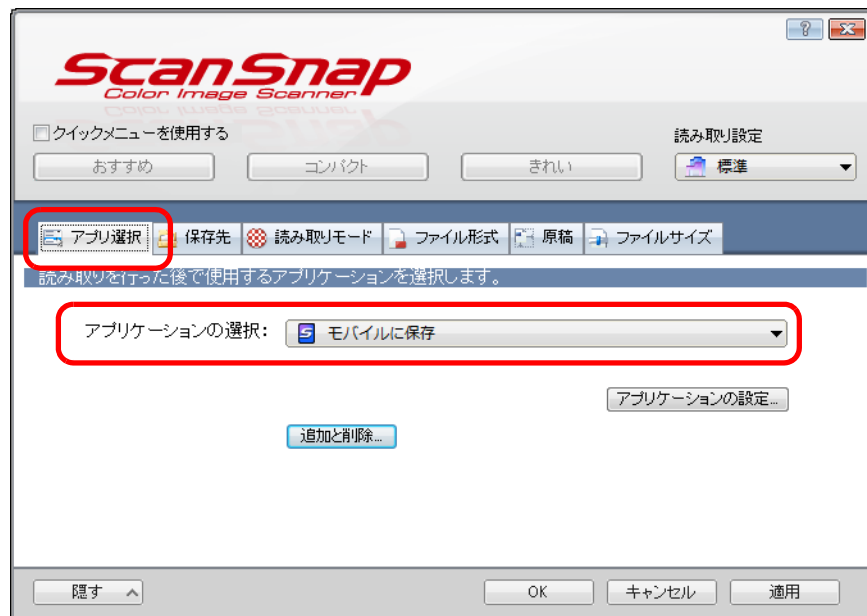 ScanSnap
Color Image Scanner
クイックメニューを使用する
読み取り設定
おすすめ
コンパクト
きれい
標準
アプリ選択
保存先
読み取りモード
ファイル形式
原稿
ファイルサイズ
読み取りを行った後で使用するアプリケーションを選択します。
アプリケーションの選択:
モバイルに保存
アプリケーションの設定...
追加と削除...
隠す
OK
キャンセル
適用